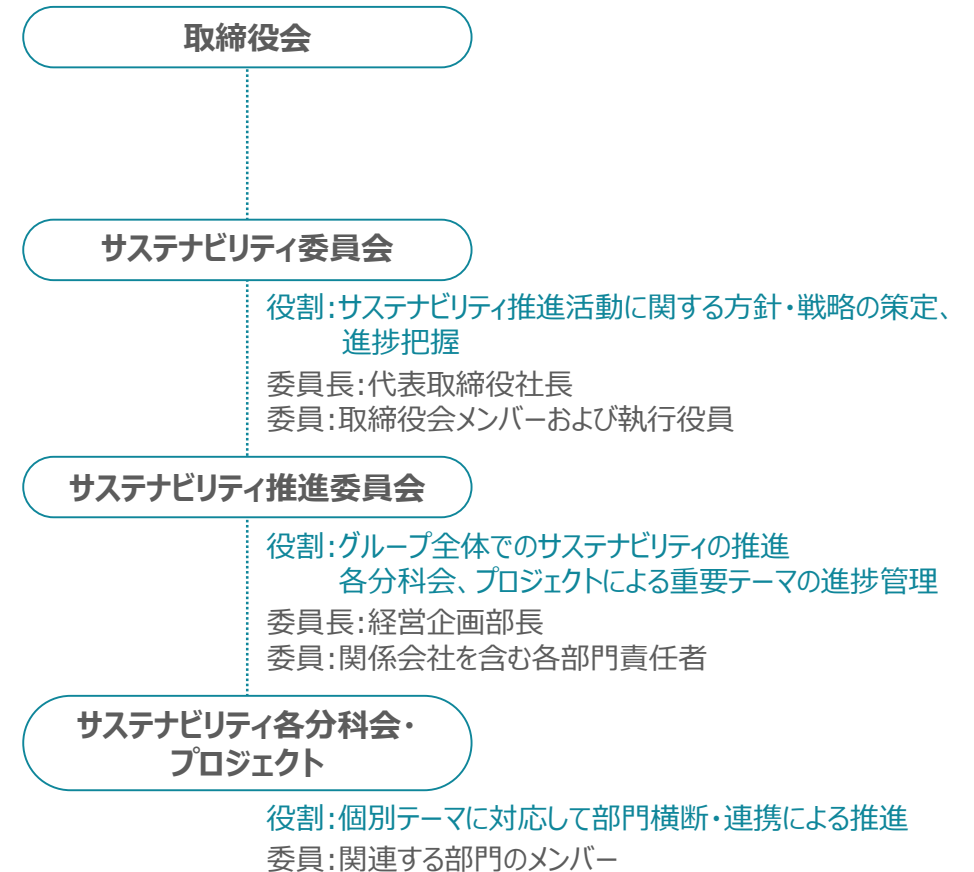 取締役会
サステナビリティ委員会
役割:サステナビリティ推進活動に関する方針・戦略の策定、
進捗把握
委員長:代表取締役社長
委員:取締役会メンバーおよび執行役員
サステナビリティ推進委員会
役割:グループ全体でのサステナビリティの推進
各分科会、プロジェクトによる重要テーマの進捗管理
委員長:経営企画部長
委員:関係会社を含む各部門責任者
サステナビリティ各分科会・
プロジェクト
役割:個別テーマに対応して部門横断・連携による推進
委員:関連する部門のメンバー